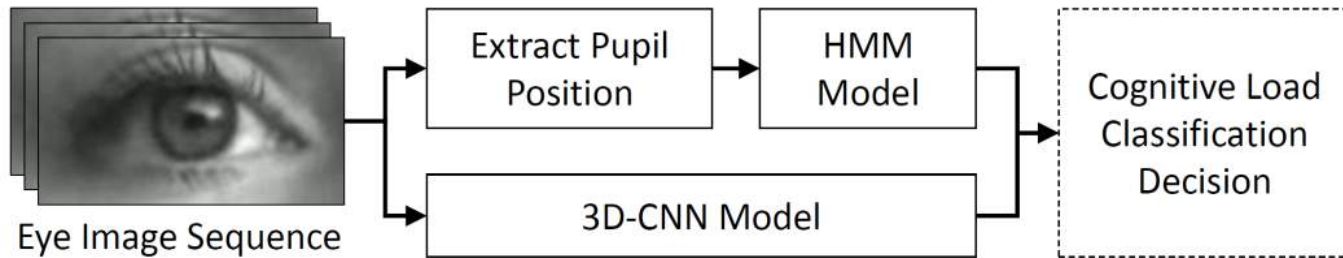 Extract Pupil
Position
HMM
Model
3D-CNN Model
Cognitive Load
Classification
Decision
Eye Image Sequence